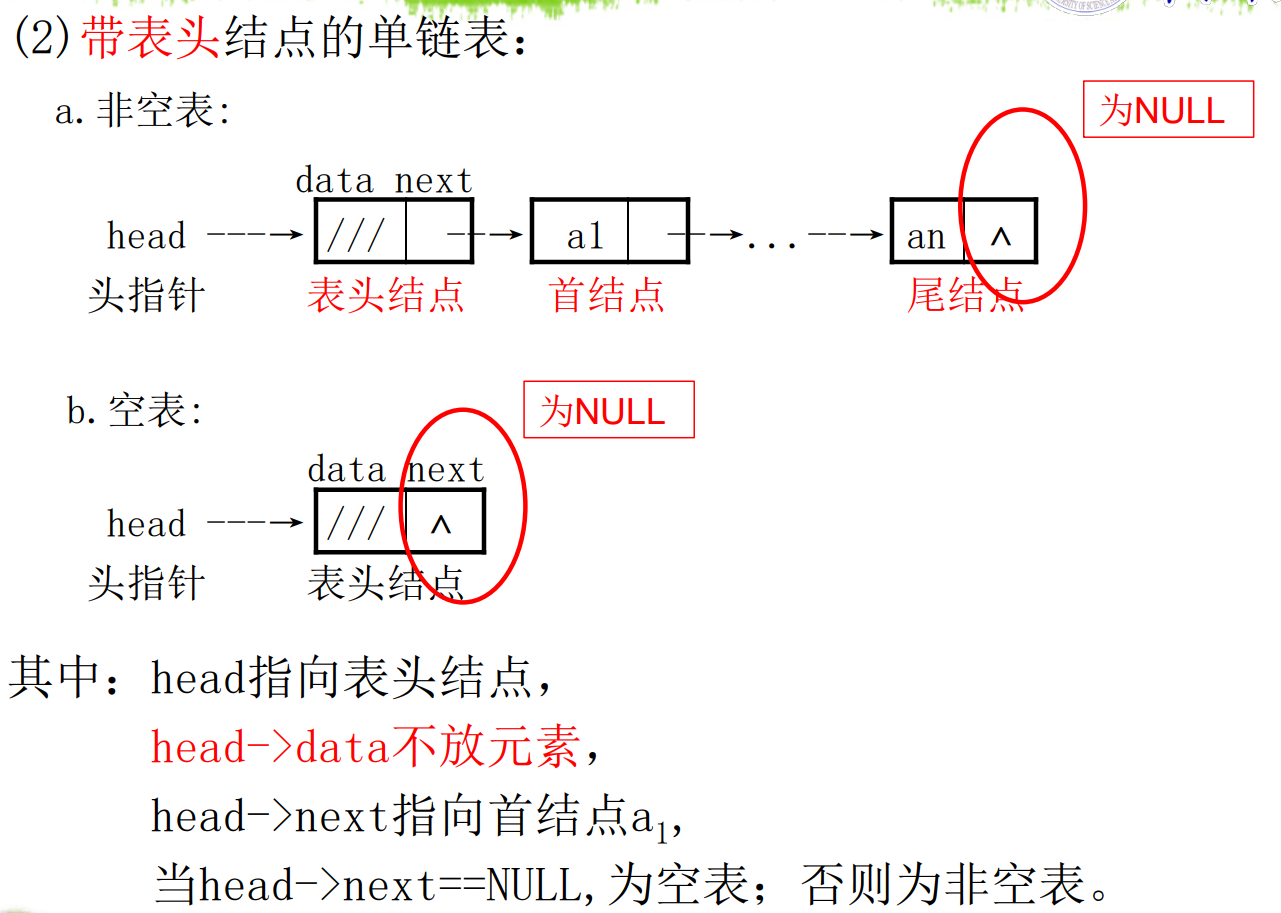 (2)带表头结点的单链表：
a.非空表:
为NULL
data next
head ---→ /// --→ a1 --→...--→ an ∧
头指针 表头结点 首结点 尾结点
b.空表:
为NULL
data next
head ---→ /// ∧
头指针 表头结点
其中：head指向表头结点，
head->data不放元素，
head->next指向首结点a₁,
当head->next==NULL,为空表；否则为非空表。